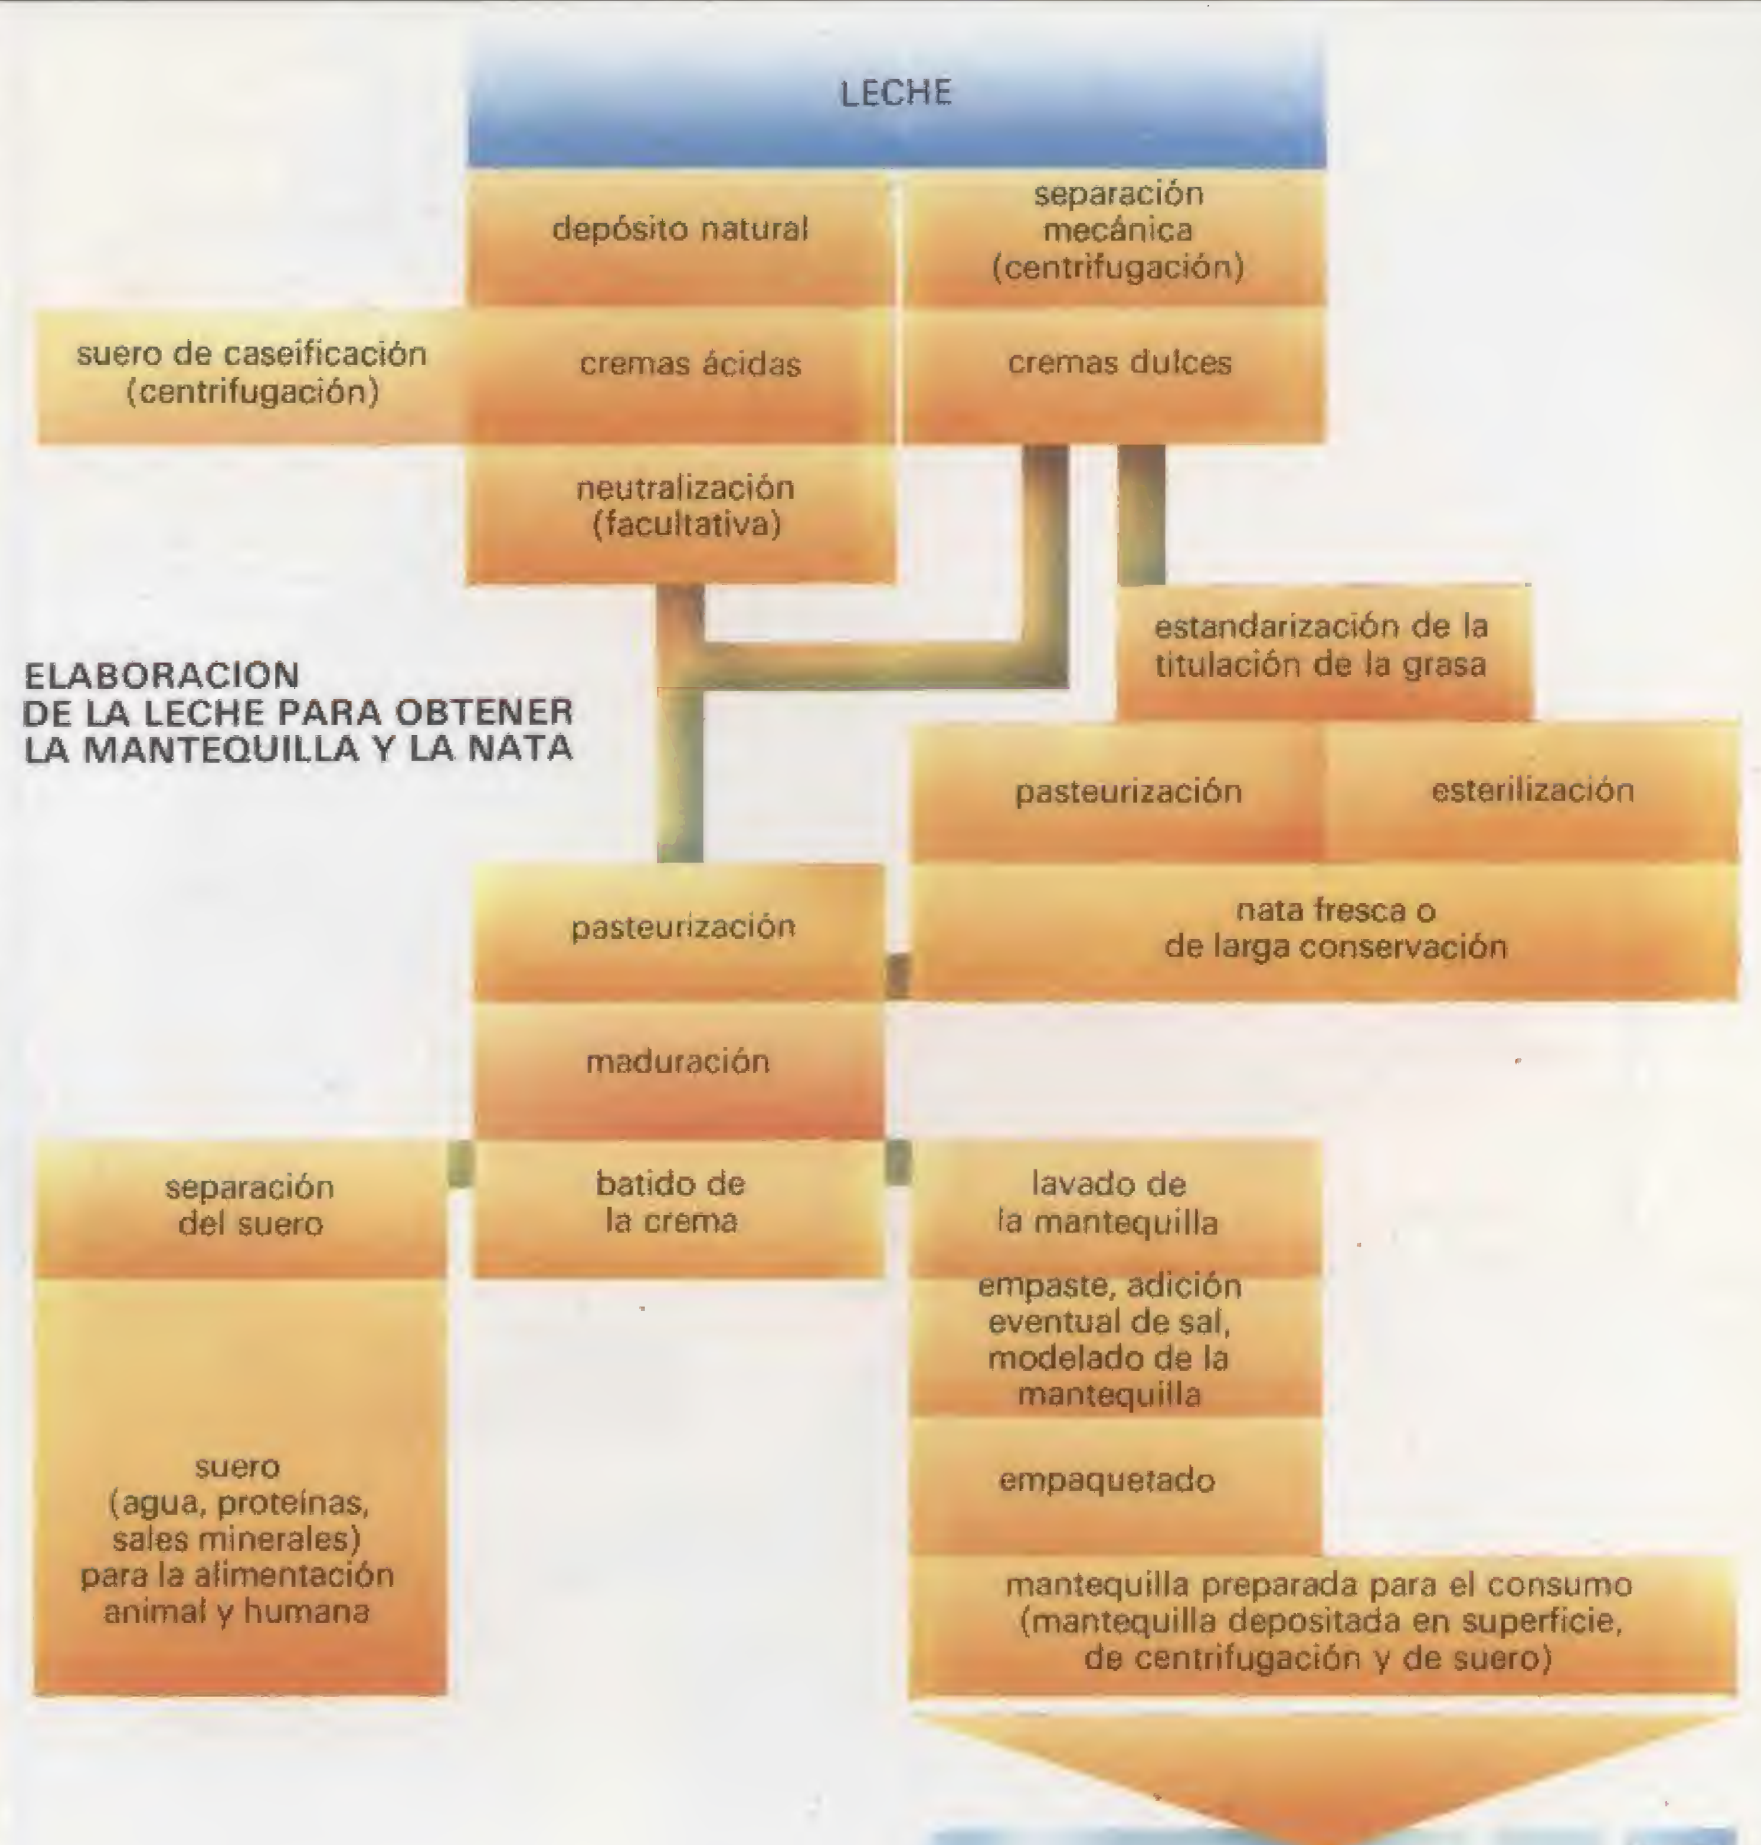 LECHE
depósito natural
separación
mecánica
(centrifugación)
suero de caseificación
(centrifugación)
cremas ácidas
cremas dulces
neutralización
(facultativa)
estandarización de la
titulación de la grasa
ELABORACION
DE LA LECHE PARA OBTENER
LA MANTEQUILLA Y LA NATA
pasteurización
esterilización
pasteurización
nata fresca o
de larga conservación
maduración
separación
del suero
batido de
la crema
lavado de
la mantequilla
empaste, adición
eventual de sal,
modelado de la
mantequilla
suero
(agua, proteínas,
sales minerales)
para la alimentación
animal y humana
empaquetado
mantequilla preparada para el consumo
(mantequilla depositada en superficie,
de centrifugación y de suero)